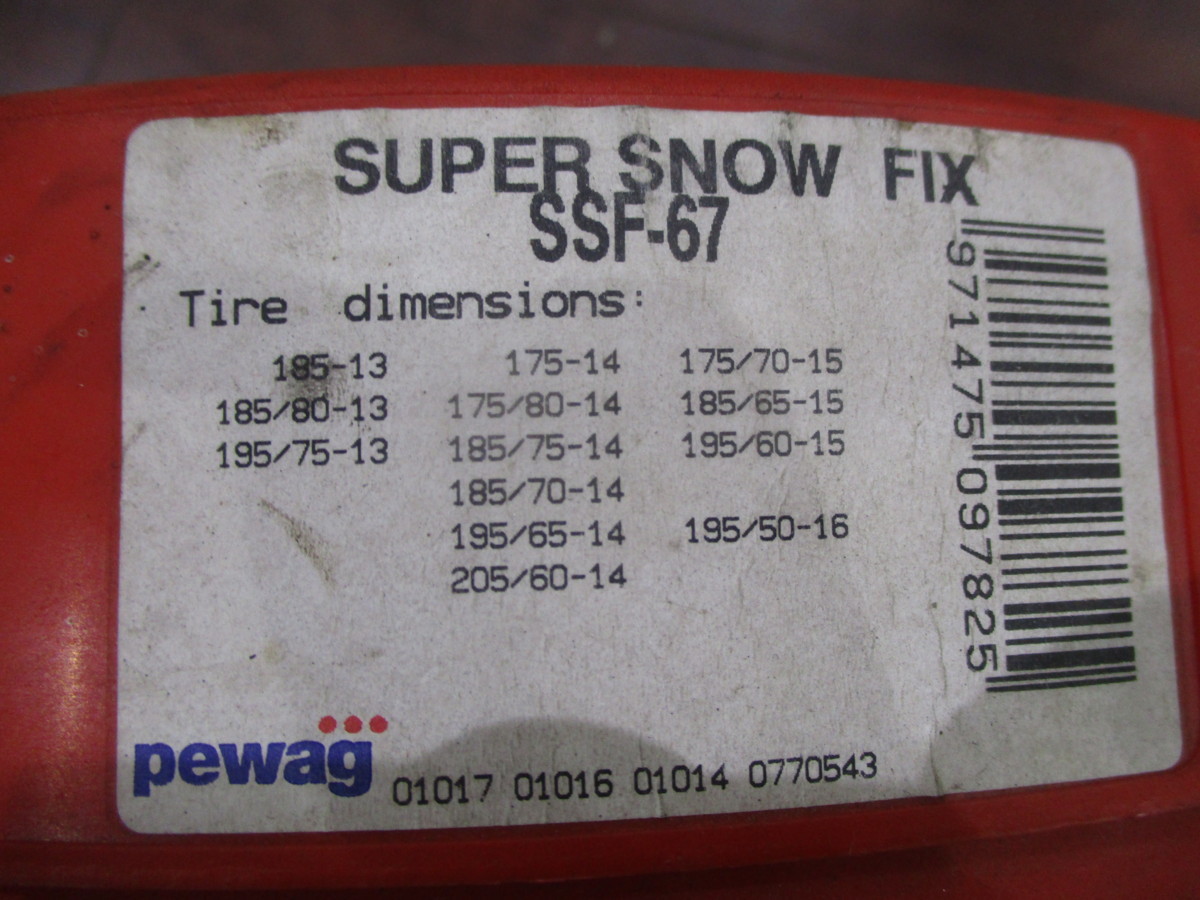 SUPER SNOW FIX
SSF-67
Tire dimensions:
185-13 175-14 175/70-15
185/80-13 175/80-14 185/65-15
195/75-13 185/75-14 195/60-15
185/70-14
195/65-14 195/50-16
205/60-14
971475097825
pewag
01017 01016 01014 0770543